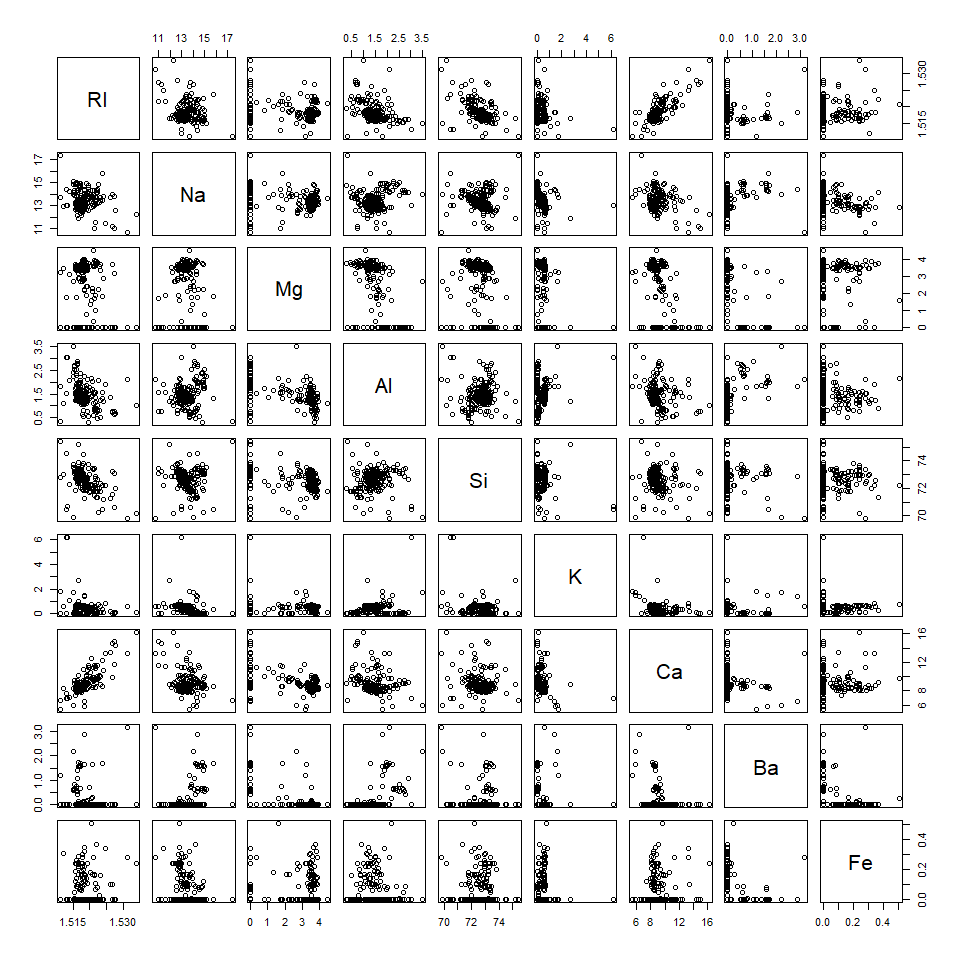 11 13 15 17
0.5 1.5 2.5 3.5
0 2 4 6
0.0 1.0 2.0 3.0
RI
1.515 1.530
Na
11 13 15 17
Mg
0 1 2 3 4
Al
0.5 1.5 2.5 3.5
Si
70 72 74
K
0 2 4 6
Ca
6 8 12 16
Ba
0.0 1.0 2.0 3.0
Fe
0.0 0.2 0.4
1.515 1.530
0 1 2 3 4
70 72 74
6 8 12 16
0.0 0.2 0.4